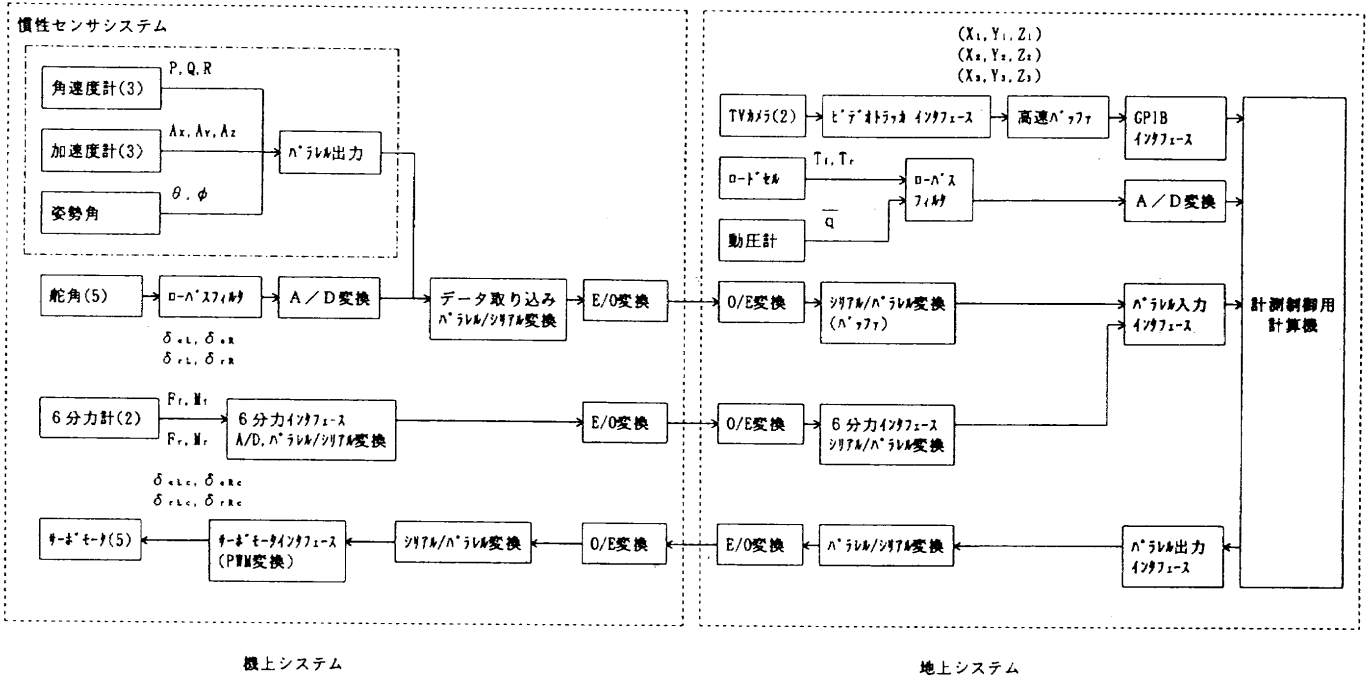 慣性センサシステム
角速度計(3)
P, Q, R
加速度計(3)
Ax, Ay, Az
姿勢角
θ, φ
パラレル出力
舵角(5)
ローパスフィルタ
A/D変換
データ取り込み
パラレル/シリアル変換
E/O変換
δeL, δeR
δrL, δrR
6分力計(2)
Ff, Mf
Fr, Mr
6分力インタフェース
A/D, パラレル/シリアル変換
E/O変換
δeLc, δeRc
δrLc, δrRc
サーボモータ(5)
サーボモータインタフェース
(PWM変換)
シリアル/パラレル変換
O/E変換
機上システム
(X₁, Y₁, Z₁)
(X₂, Y₂, Z₂)
(X₃, Y₃, Z₃)
TVカメラ(2)
ビデオトラッカ インタフェース
高速バッファ
GPIB
インタフェース
ロードセル
Tf, Tr
動圧計
q̄
ローパス
フィルタ
A/D変換
O/E変換
シリアル/パラレル変換
(バッファ)
パラレル入力
インタフェース
計測制御用
計算機
O/E変換
6分力インタフェース
シリアル/パラレル変換
E/O変換
パラレル/シリアル変換
パラレル出力
インタフェース
地上システム